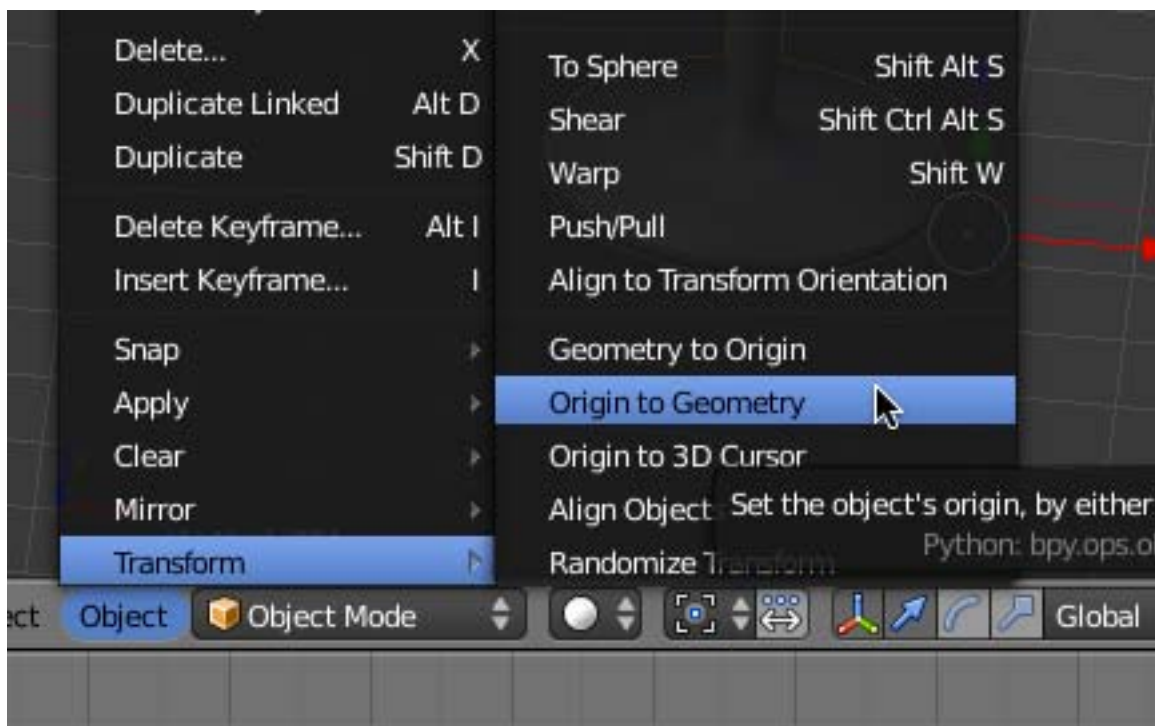 Delete... X
Duplicate Linked Alt D
Duplicate Shift D
Delete Keyframe... Alt I
Insert Keyframe... I
Snap
Apply
Clear
Mirror
Transform
To Sphere Shift Alt S
Shear Shift Ctrl Alt S
Warp Shift W
Push/Pull
Align to Transform Orientation
Geometry to Origin
Origin to Geometry
Origin to 3D Cursor
Align Object
Randomize Transform
Set the object's origin, by either
Python: bpy.ops.o
ect Object Object Mode Global